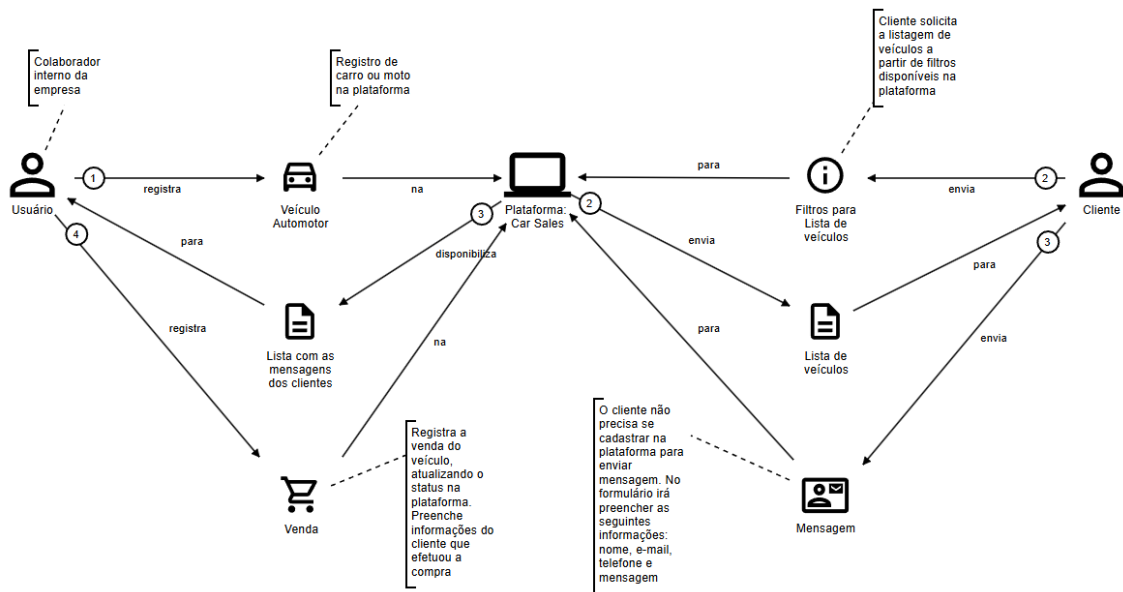 Cliente solicita
a listagem de
veículos a
partir de filtros
disponíveis na
plataforma
Colaborador
interno da
empresa
Registro de
carro ou moto
na plataforma
1
registra
na
para
2
envia
Usuário
Veículo
Automotor
Plataforma:
Car Sales
Filtros para
Lista de
veículos
Cliente
3
2
4
3
para
disponibiliza
envia
para
registra
na
para
envia
Lista com as
mensagens
dos clientes
Lista de
veículos
Registra a
venda do
veículo,
atualizando o
status na
plataforma.
Preenche
informações do
cliente que
efetuou a
compra
O cliente não
precisa se
cadastrar na
plataforma para
enviar
mensagem. No
formulário irá
preencher as
seguintes
informações:
nome, e-mail,
telefone e
mensagem
Venda
Mensagem